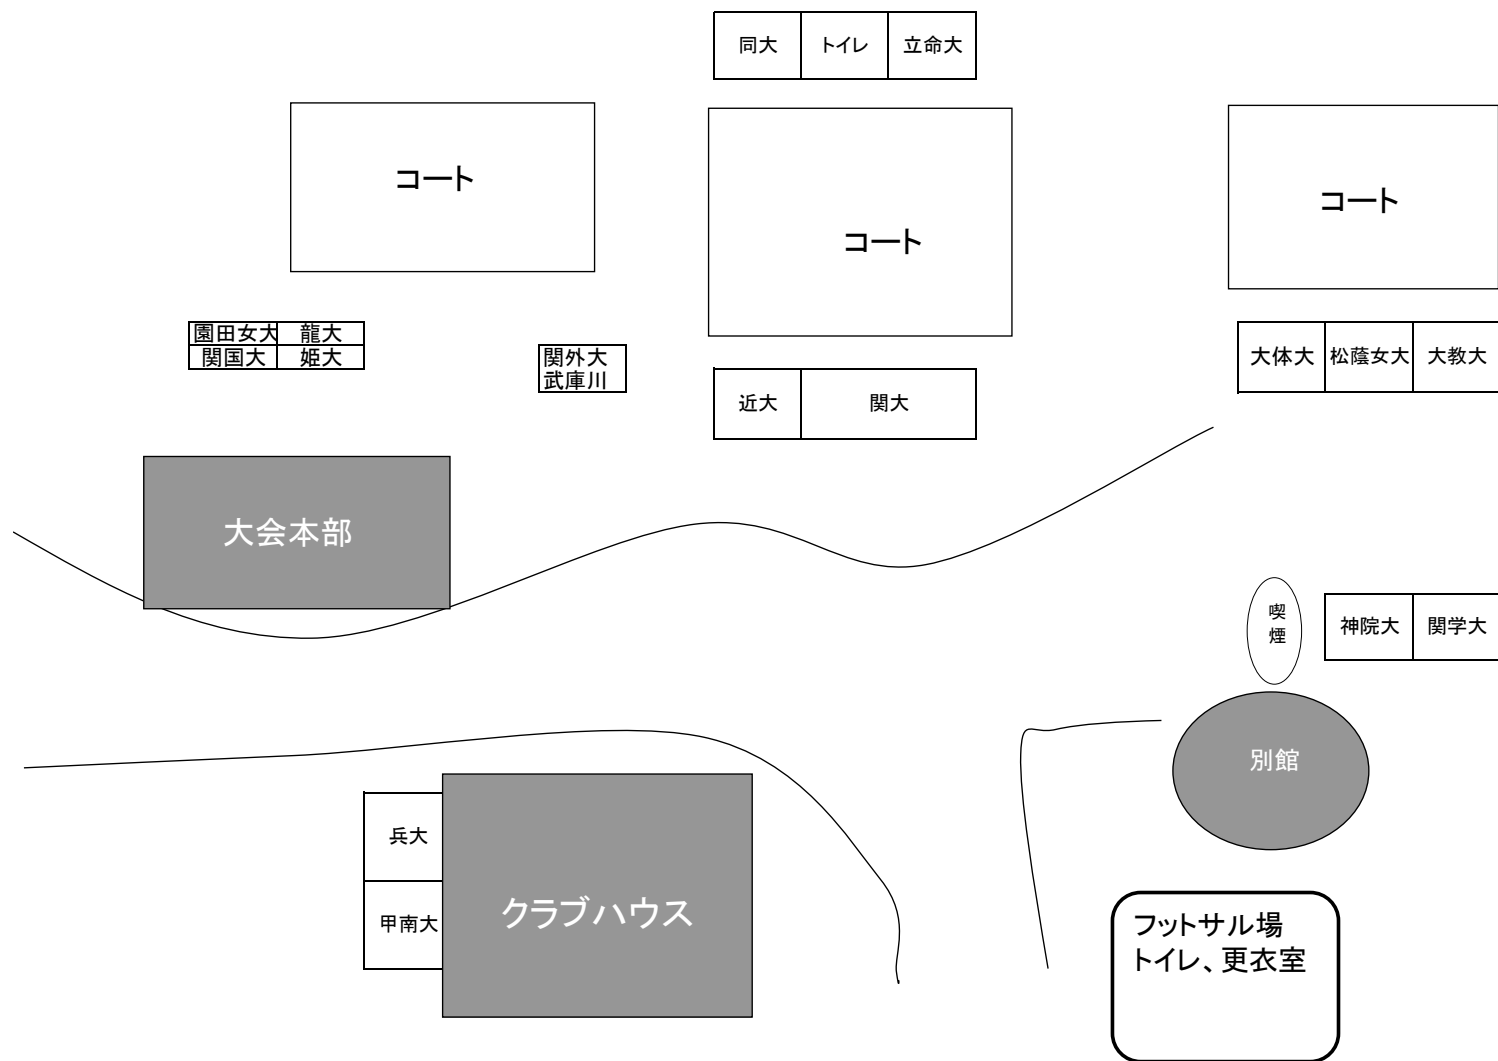 同大
トイレ
立命大
コート
コート
コート
園田女大
龍大
関国大
姫大
関外大
武庫川
近大
関大
大体大
松蔭女大
大教大
大会本部
喫
煙
神院大
関学大
別館
兵大
甲南大
クラブハウス
フットサル場
トイレ、更衣室